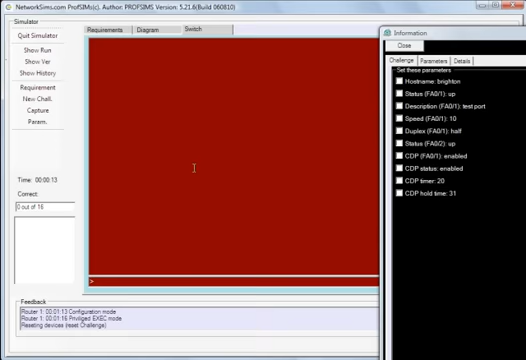 NetworkSims.com ProfSIMs(c). Author: PROFSIMS Version: 5.21.6(Build 060810)
Simulator
Requirements
Diagram
Switch
Quit Simulator
Show Run
Show Ver
Show History
Requirement
New Chall.
Capture
Param.
Time: 00:00:13
Correct:
0 out of 16
>
Feedback
Router 1: 00:01:13 Configuration mode
Router 1: 00:01:16 Priviliged EXEC mode
Resetting devices (reset Challenge)
Information
Close
Challenge
Parameters
Details
Set these parameters
Hostname: brighton
Status (FA0/1): up
Description (FA0/1): test port
Speed (FA0/1): 10
Duplex (FA0/1): half
Status (FA0/2): up
CDP (FA0/1): enabled
CDP status: enabled
CDP timer: 20
CDP hold time: 31